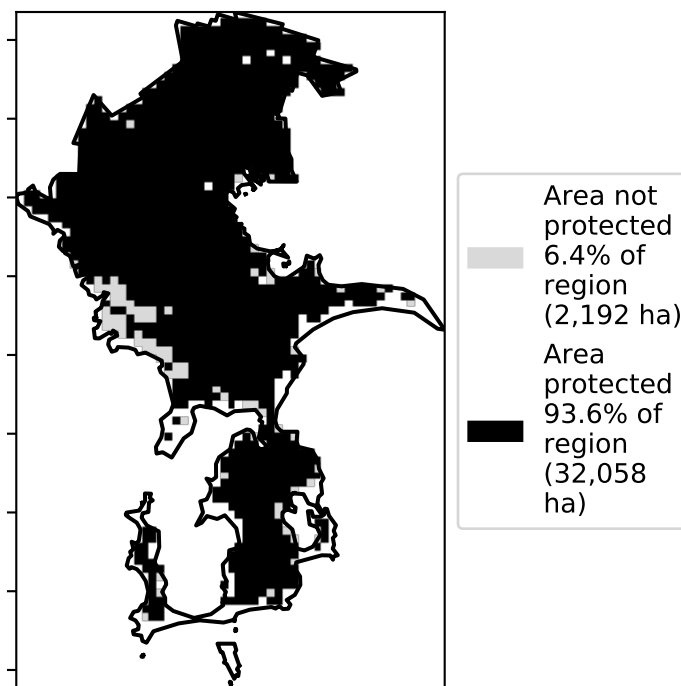 Area not
protected
6.4% of
region
(2,192 ha)
Area
protected
93.6% of
region
(32,058
ha)